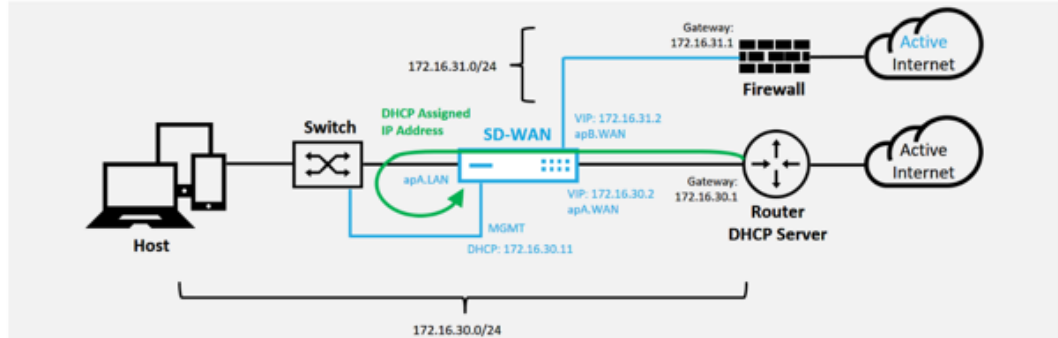 Gateway:
172.16.31.1
Active
Internet
172.16.31.0/24
Firewall
DHCP Assigned
IP Address
Switch
SD-WAN
VIP: 172.16.31.2
apB.WAN
Active
Internet
apA.LAN
VIP: 172.16.30.2
apA.WAN
Gateway:
172.16.30.1
Router
DHCP Server
MGMT
DHCP: 172.16.30.11
Host
172.16.30.0/24